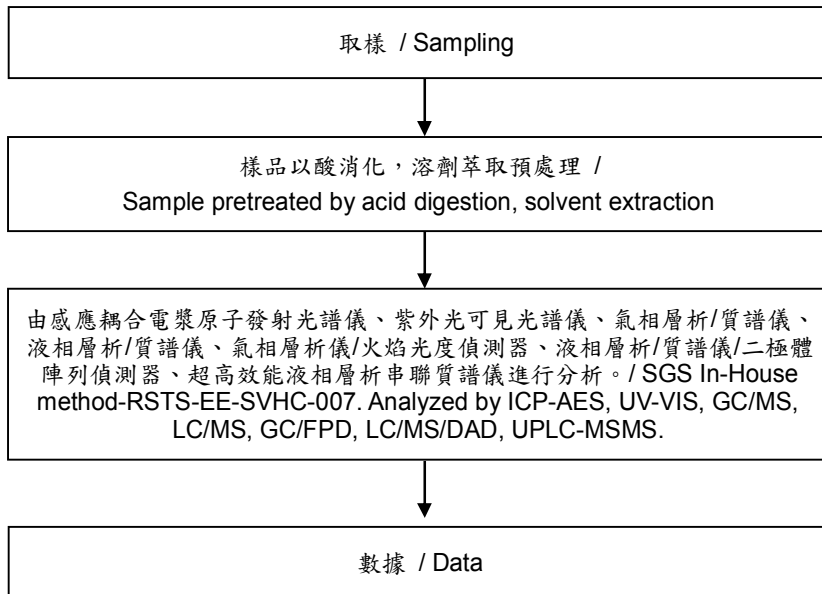 取樣 / Sampling
樣品以酸消化，溶劑萃取預處理 /
Sample pretreated by acid digestion, solvent extraction
由感應耦合電漿原子發射光譜儀、紫外光可見光譜儀、氣相層析/質譜儀、
液相層析/質譜儀、氣相層析儀/火焰光度偵測器、液相層析/質譜儀/二極體
陣列偵測器、超高效能液相層析串聯質譜儀進行分析。/ SGS In-House
method-RSTS-EE-SVHC-007. Analyzed by ICP-AES, UV-VIS, GC/MS,
LC/MS, GC/FPD, LC/MS/DAD, UPLC-MSMS.
數據 / Data